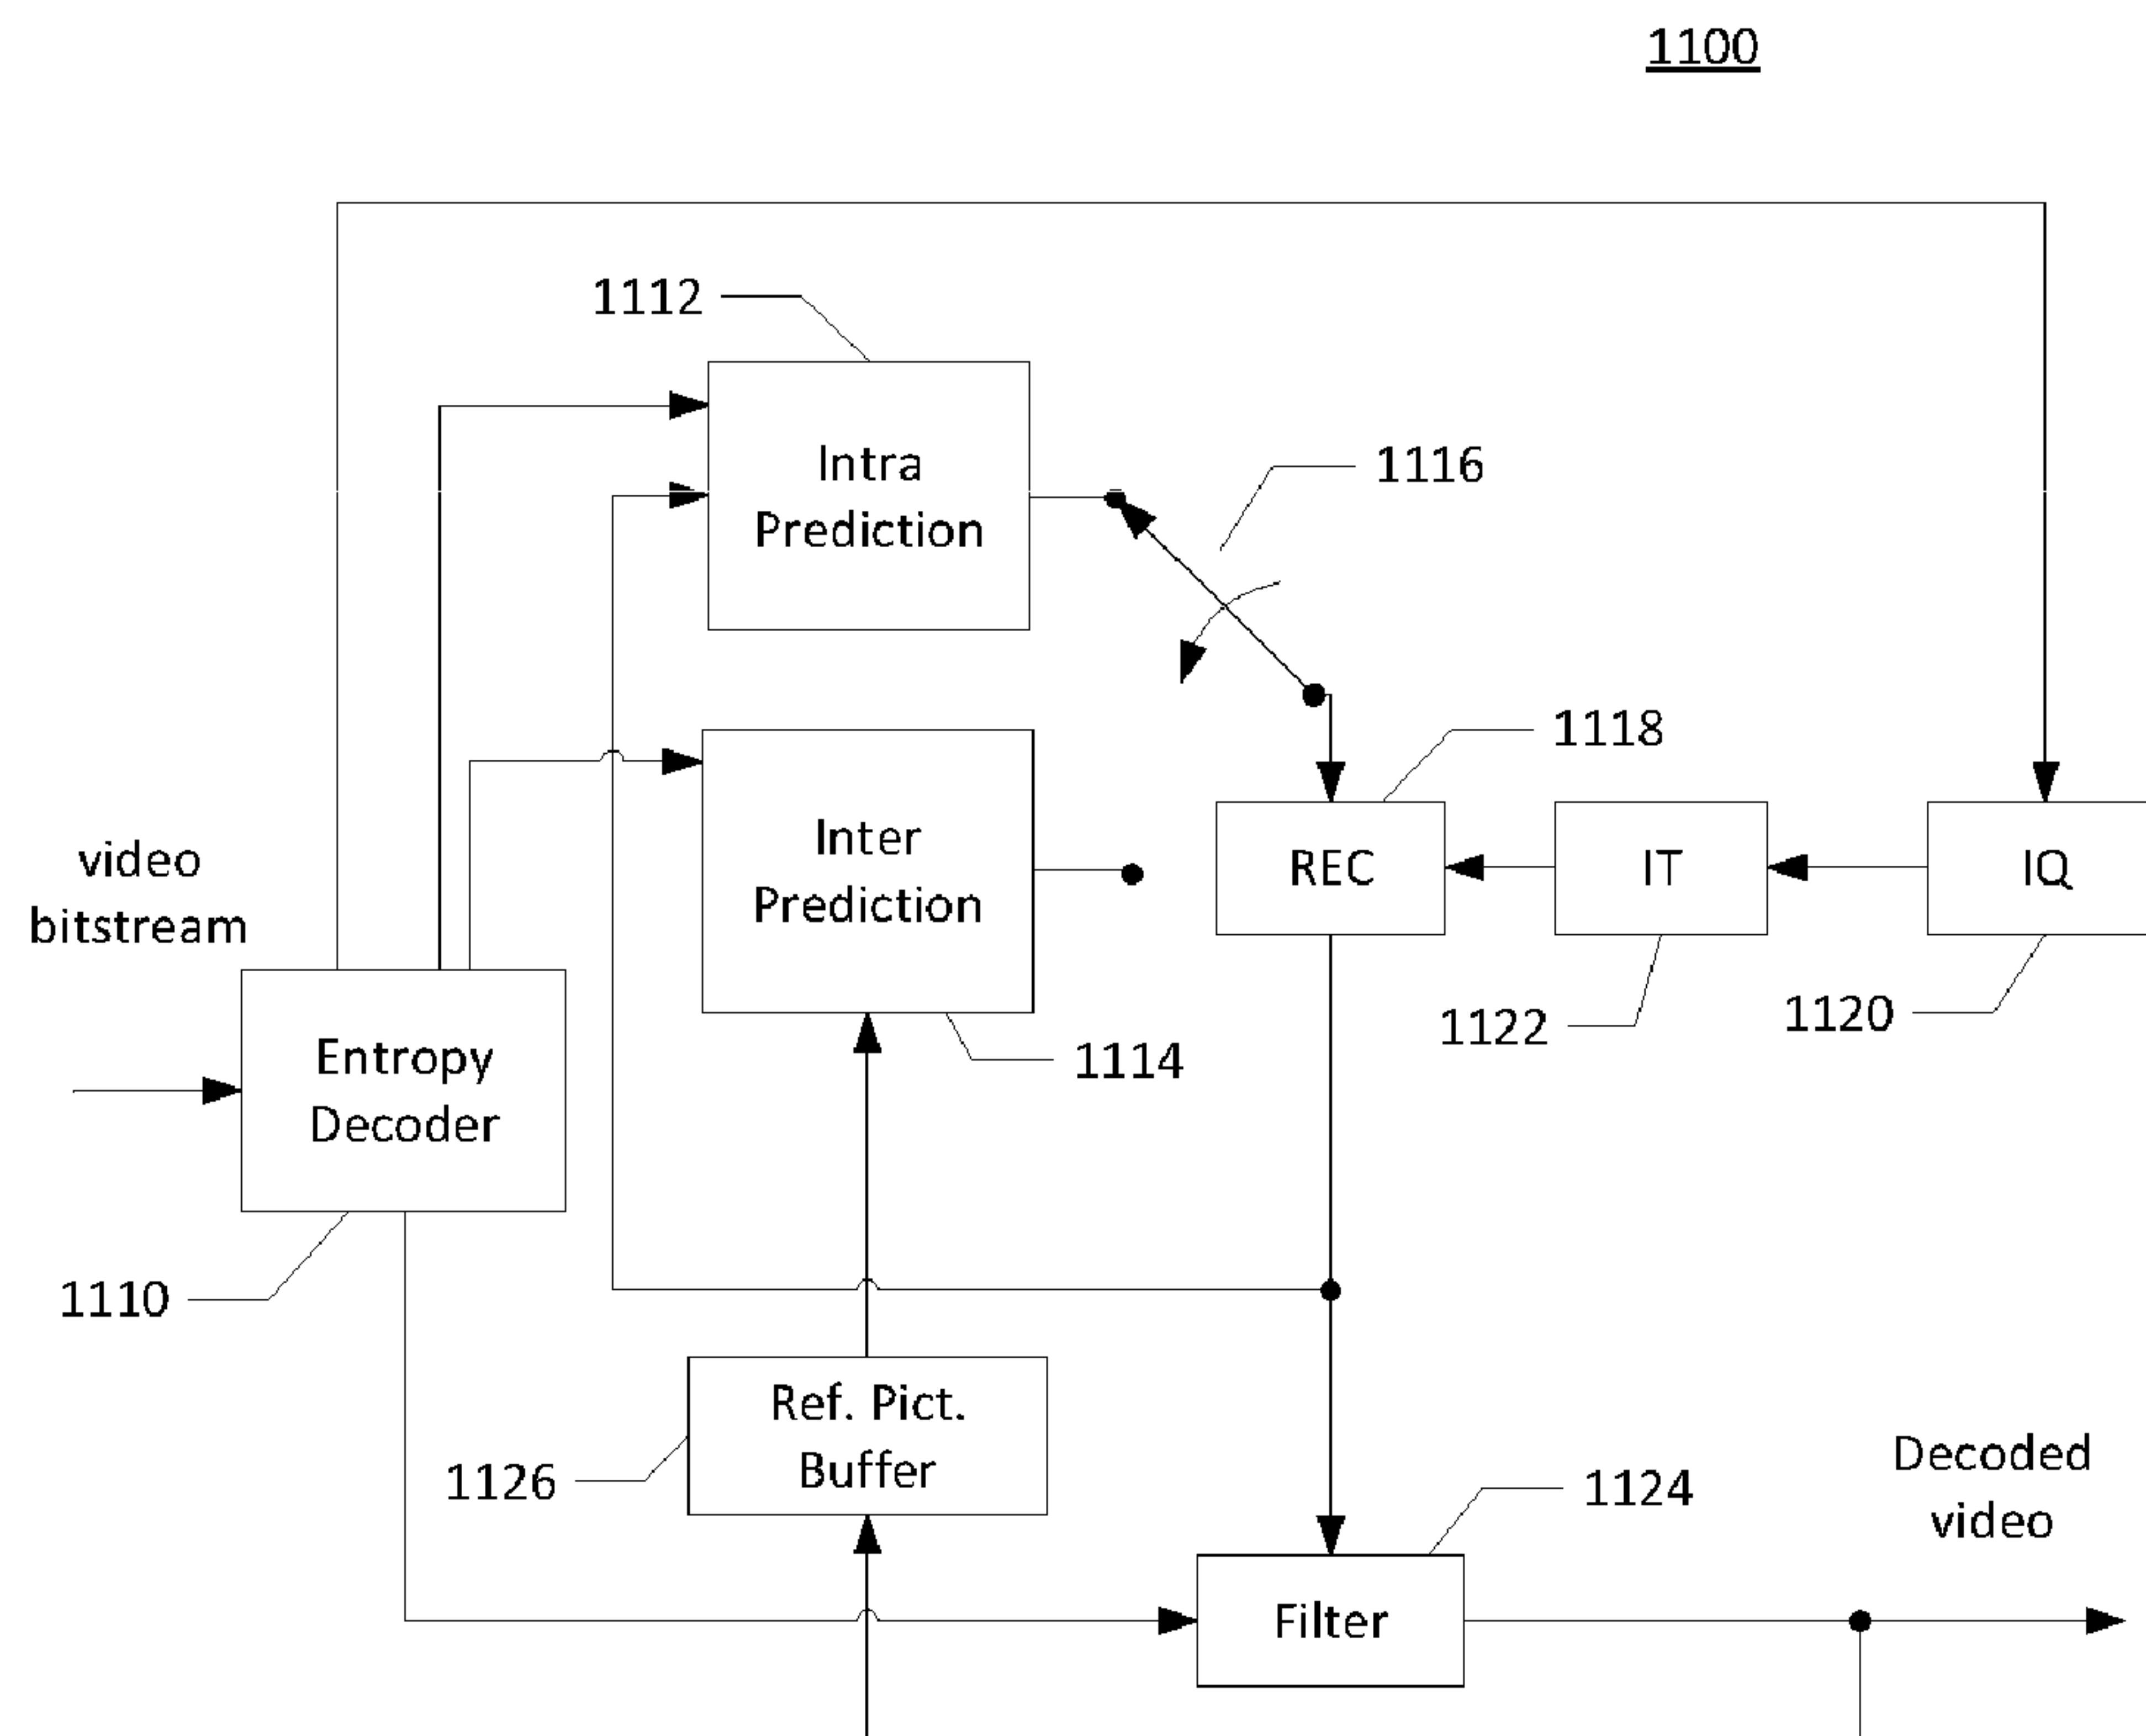 1100
1112
Intra
Prediction
1116
1118
Inter
Prediction
REC
IT
IQ
video
bitstream
Entropy
Decoder
1114
1122
1120
1110
Ref. Pict.
Buffer
1126
1124
Decoded
video
Filter